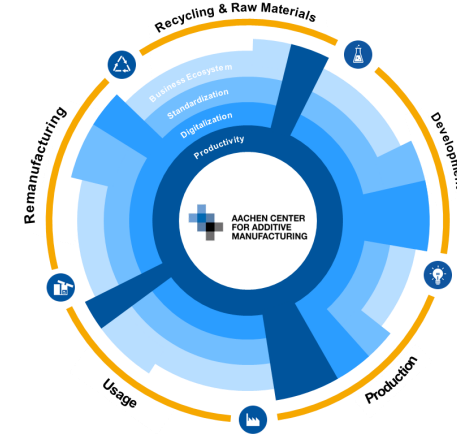 Recycling & Raw Materials
Development
Production
Usage
Remanufacturing
Business Ecosystem
Standardization
Digitalization
Productivity
AACHEN CENTER
FOR ADDITIVE
MANUFACTURING